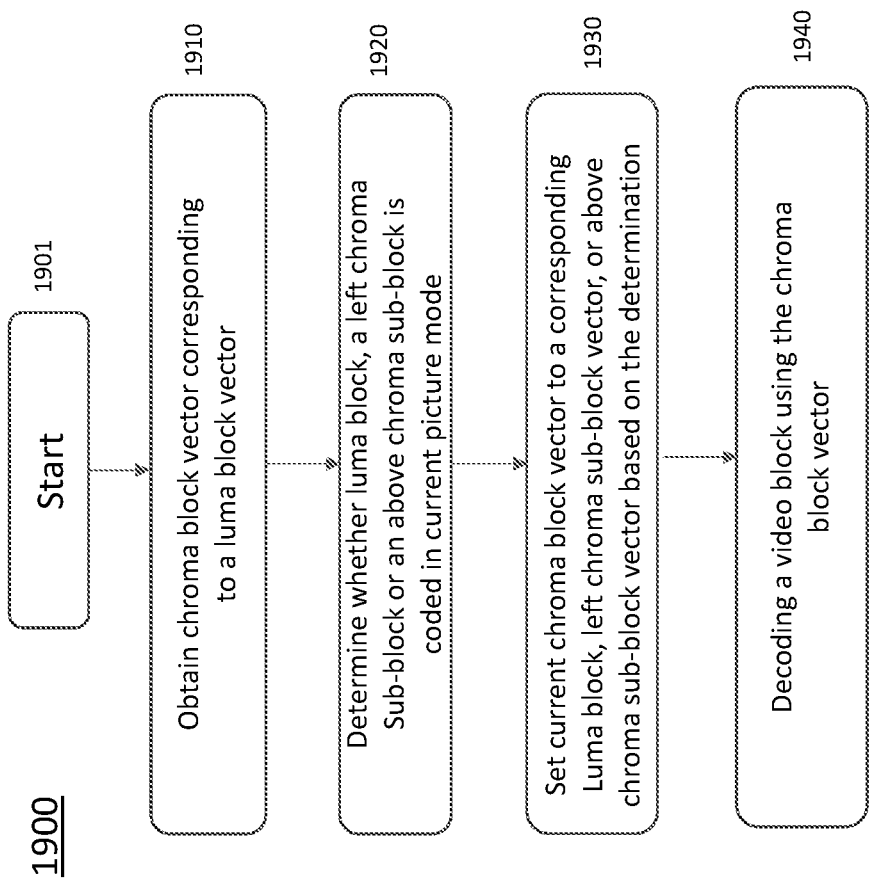 1900
Start
1901
Obtain chroma block vector corresponding
to a luma block vector
1910
Determine whether luma block, a left chroma
Sub-block or an above chroma sub-block is
coded in current picture mode
1920
Set current chroma block vector to a corresponding
Luma block, left chroma sub-block vector, or above
chroma sub-block vector based on the determination
1930
Decoding a video block using the chroma
block vector
1940